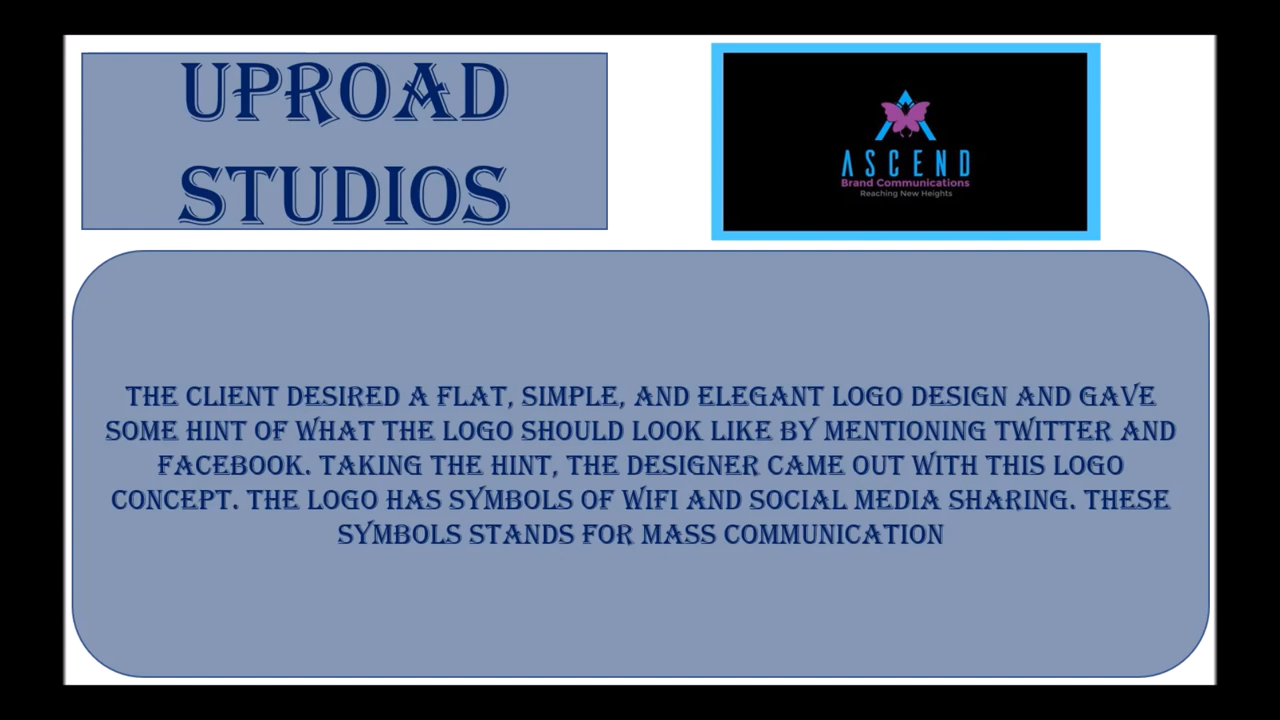 UPROAD
STUDIOS
ASCEND
Brand Communications
Reaching New Heights
THE CLIENT DESIRED A FLAT, SIMPLE, AND ELEGANT LOGO DESIGN AND GAVE
SOME HINT OF WHAT THE LOGO SHOULD LOOK LIKE BY MENTIONING TWITTER AND
FACEBOOK. TAKING THE HINT, THE DESIGNER CAME OUT WITH THIS LOGO
CONCEPT. THE LOGO HAS SYMBOLS OF WIFI AND SOCIAL MEDIA SHARING. THESE
SYMBOLS STANDS FOR MASS COMMUNICATION